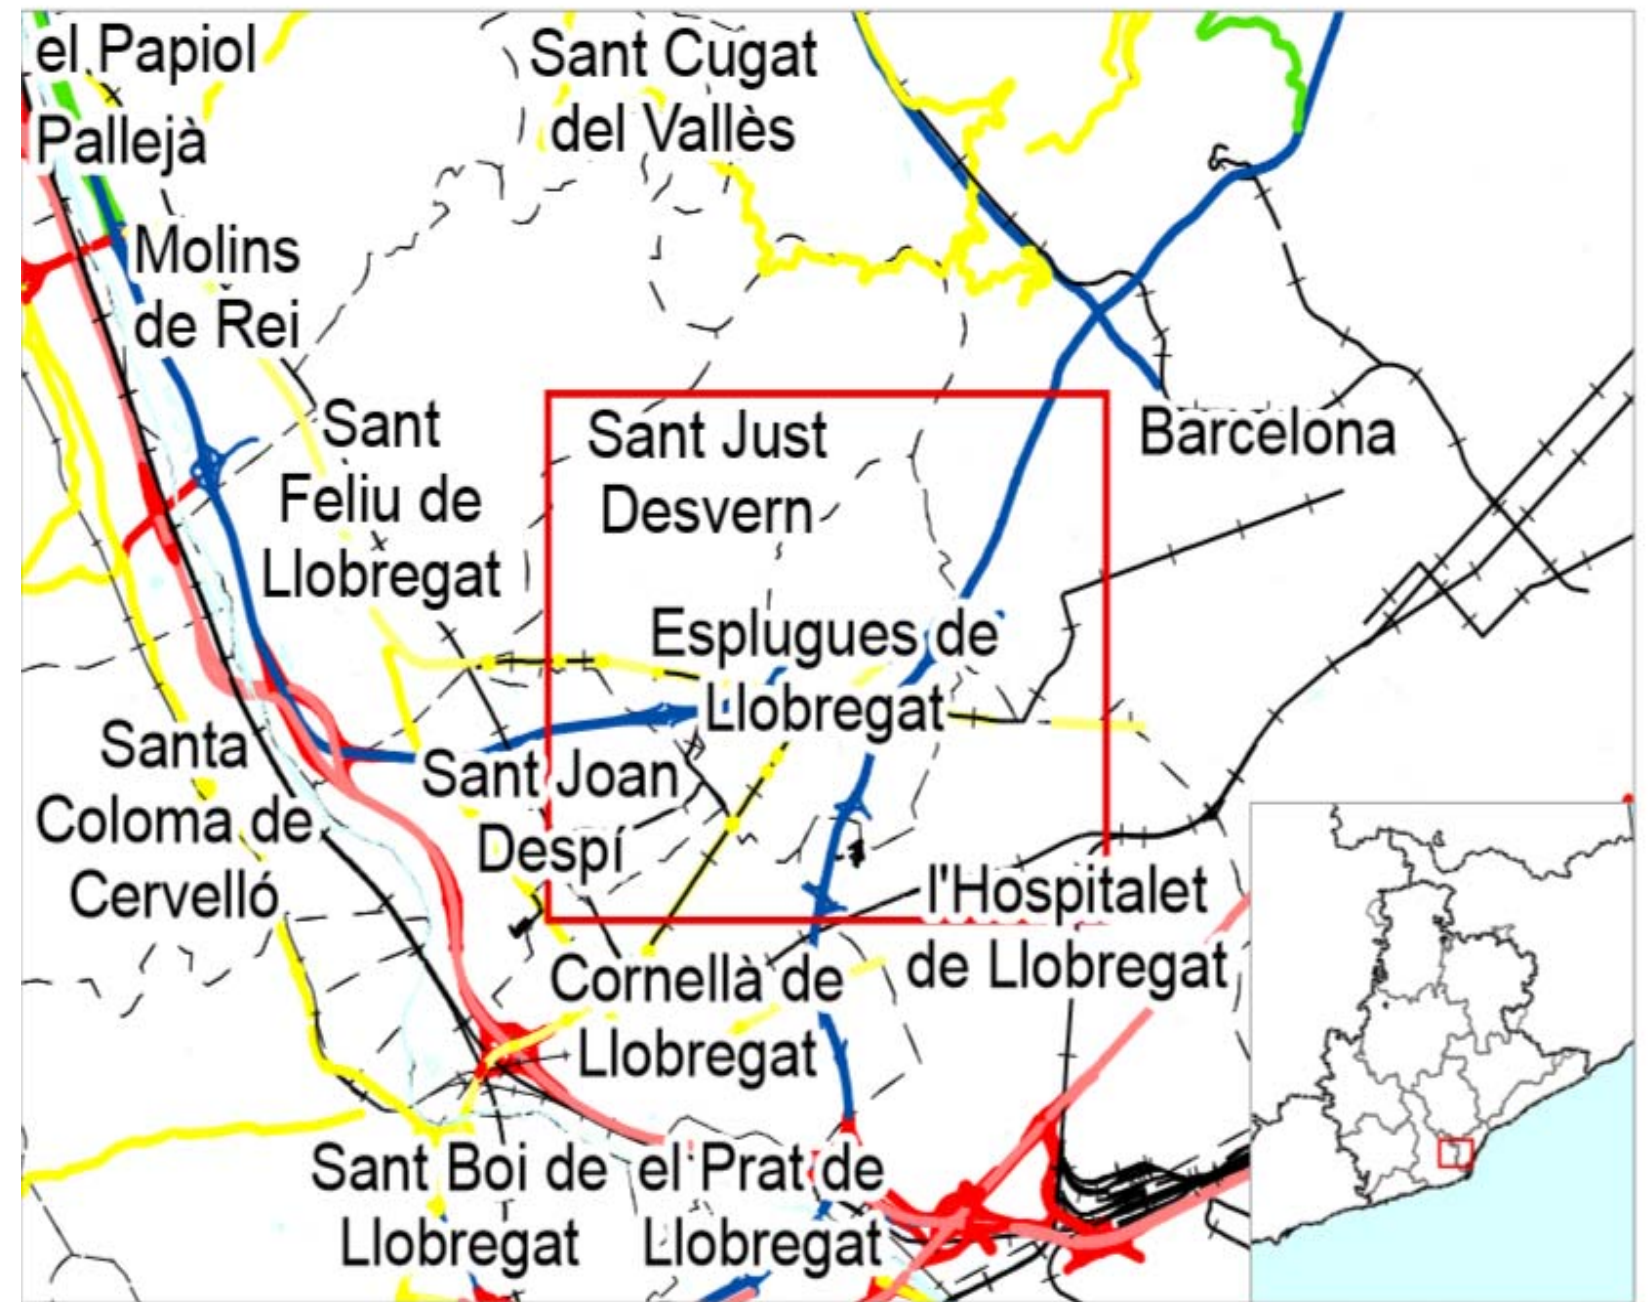 el Papiol
Sant Cugat
del Vallès
Pallejà
Molins
de Rei
Sant
Feliu de
Llobregat
Sant Just
Desvern
Barcelona
Esplugues de
Llobregat
Santa
Coloma de
Cervelló
Sant Joan
Despí
l'Hospitalet
de Llobregat
Cornellà de
Llobregat
Sant Boi de
Llobregat
el Prat de
Llobregat